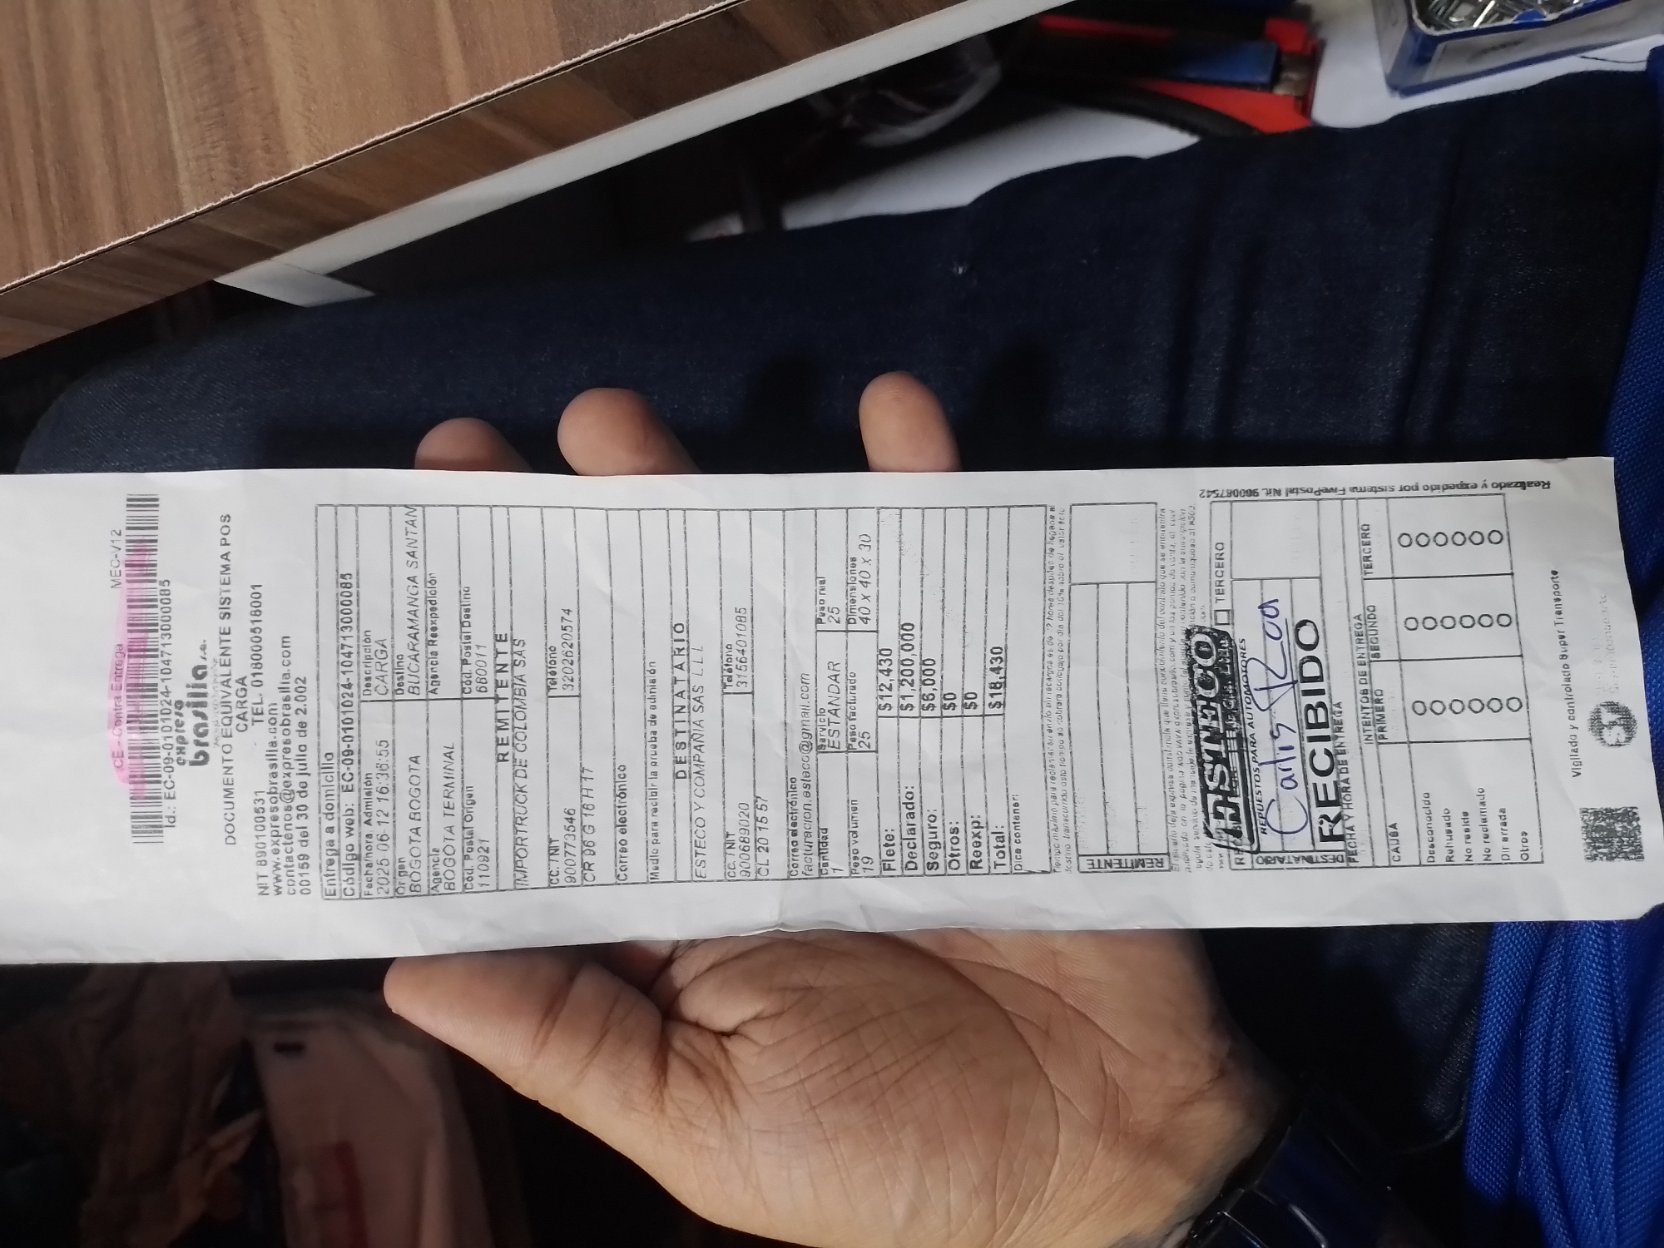 CE - Contra Entrega MEC-V12
Id.: EC-09-0101024-104713000085
expreso
brasilia s.a.
DOCUMENTO EQUIVALENTE SISTEMA POS
CARGA
NIT 890100531 - TEL. 018000518001
www.expresobrasilia.com
contactenos@expresobrasilia.com
00159 del 30 de julio de 2.002
Entrega a domicilio
Código web: EC-09-0101024-104713000085
Fecha/hora Admisión Descripción
2025-06-12 16:36:55 CARGA
Origen Destino
BOGOTA BOGOTA BUCARAMANGA SANTAN
Agencia Agencia Reexpedición
BOGOTA TERMINAL
Cód. Postal Origen Cód. Postal Destino
110921 680011
REMITENTE
IMPORTRUCK DE COLOMBIA SAS
CC. / NIT Teléfono
900773546 3202620574
CR 96 G 16 H 17
Correo electrónico
Medio para recibir la prueba de admisión
DESTINATARIO
ESTECO Y COMPAÑIA SAS L L L
CC. / NIT Teléfono
900689020 3156401085
CL 20 15 57
Correo electrónico
facturacion.esteco@gmail.com
Cantidad Servicio Peso real
1 ESTANDAR 25
Peso volumen Peso facturado Dimensiones
19 25 40 x 40 x 30
Flete: $12,430
Declarado: $1,200,000
Seguro: $6,000
Otros: $0
Reexp: $0
Total: $18,430
Dice contener:
REMITENTE
TERCERO
REPUESTOS PARA AUTOMOTORES
Carlis Roa
RECIBIDO
DESTINATARIO
FECHA Y HORA DE ENTREGA
INTENTOS DE ENTREGA
CAUSA PRIMERO SEGUNDO TERCERO
Desconocido
Rehusado
No reside
No reclamado
Dir errada
Otros
Realizado y expedido por sistema FivePostal Nit. 900087542
Vigilado y controlado Super Transporte